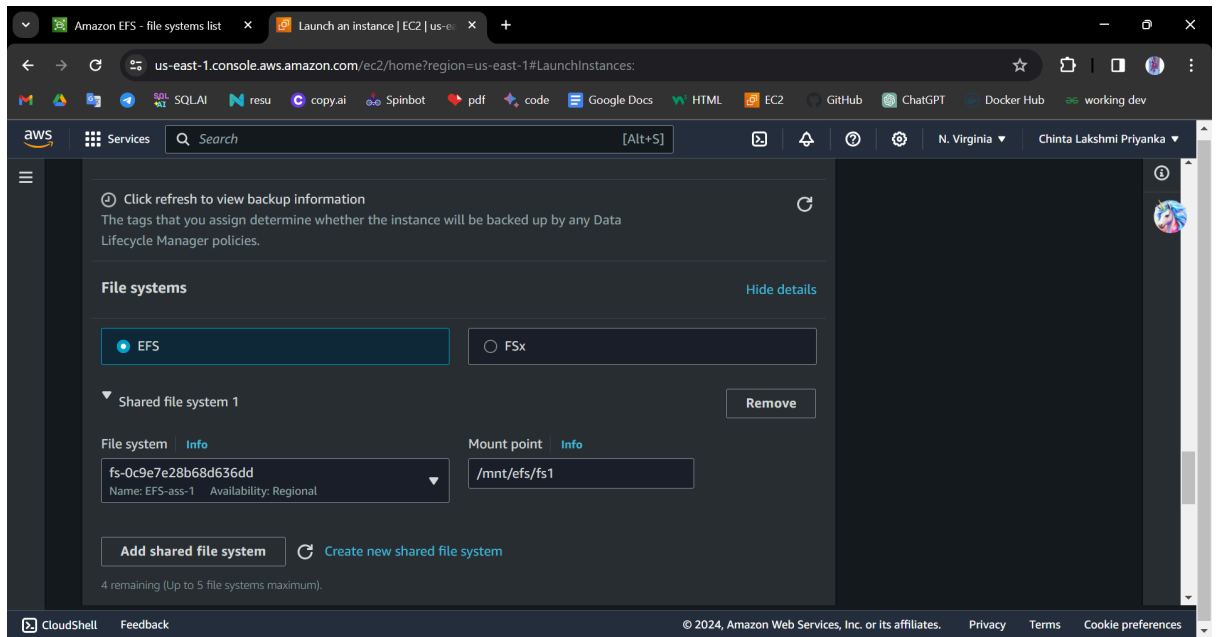 Amazon EFS - file systems list
Launch an instance | EC2 | us-ea
us-east-1.console.aws.amazon.com/ec2/home?region=us-east-1#LaunchInstances:
SQL.AI resu copy.ai Spinbot pdf code Google Docs HTML EC2 GitHub ChatGPT Docker Hub working dev
aws Services Search [Alt+S] N. Virginia Chinta Lakshmi Priyanka
Click refresh to view backup information
The tags that you assign determine whether the instance will be backed up by any Data
Lifecycle Manager policies.
File systems Hide details
EFS FSx
Shared file system 1 Remove
File system Info Mount point Info
fs-0c9e7e28b68d636dd /mnt/efs/fs1
Name: EFS-ass-1 Availability: Regional
Add shared file system Create new shared file system
4 remaining (Up to 5 file systems maximum).
CloudShell Feedback © 2024, Amazon Web Services, Inc. or its affiliates. Privacy Terms Cookie preferences